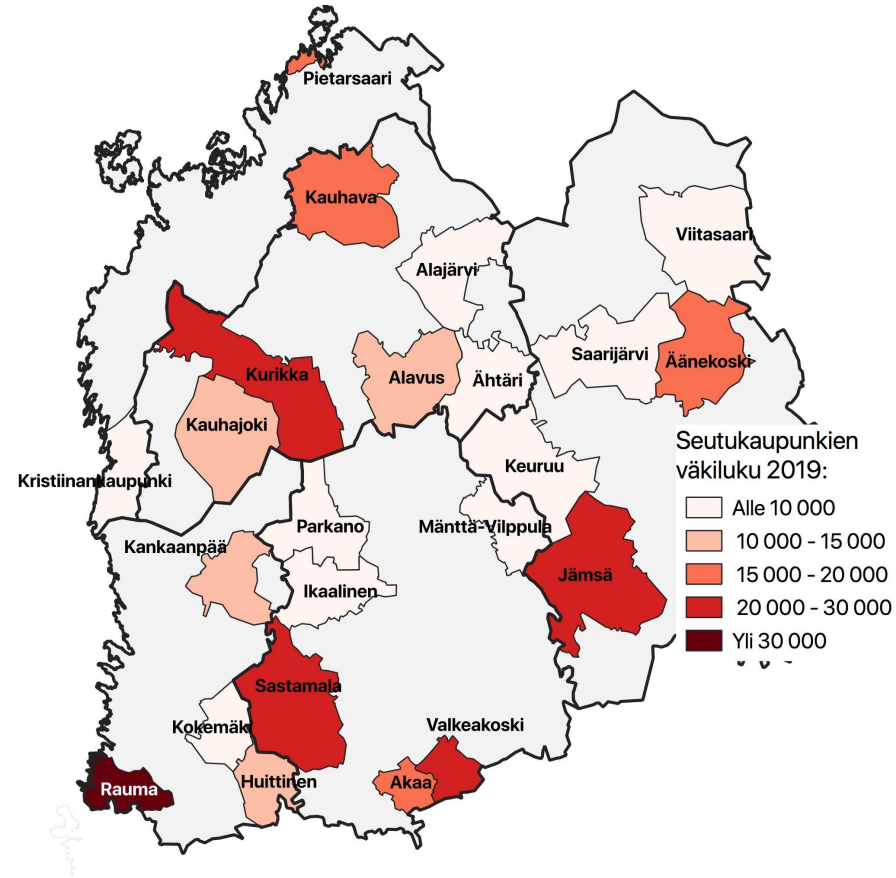 Pietarsaari
Kauhava
Viitasaari
Alajärvi
Saarijärvi
Äänekoski
Kurikka
Alavus
Ähtäri
Kauhajoki
Seutukaupunkien
väkiluku 2019:
Keuruu
Kristiinankaupunki
Alle 10 000
Parkano
Mänttä-Vilppula
10 000 - 15 000
Kankaanpää
15 000 - 20 000
Jämsä
Ikaalinen
20 000 - 30 000
Yli 30 000
Sastamala
Kokemäki
Valkeakoski
Huittinen
Akaa
Rauma